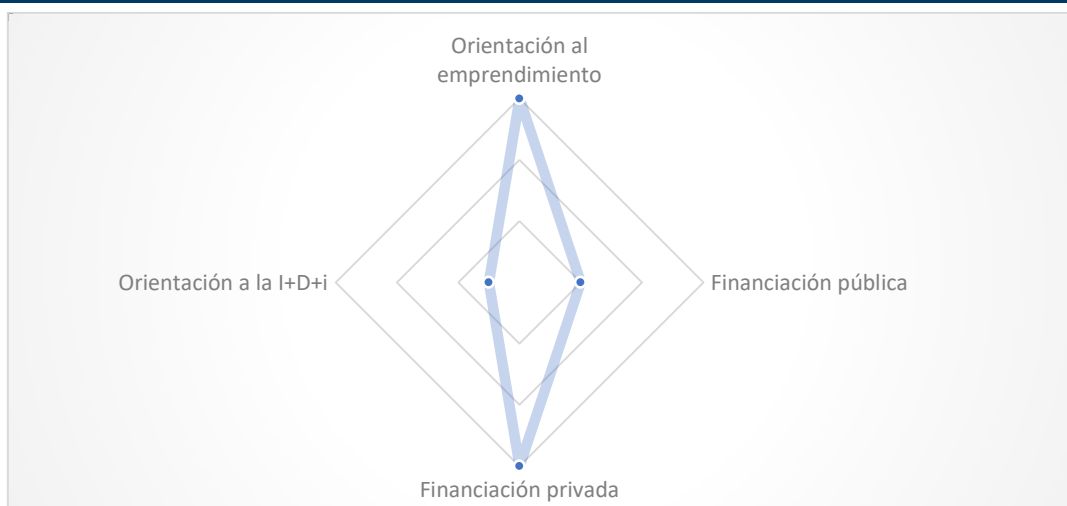 Orientación al
emprendimiento
Orientación a la I+D+i
Financiación pública
Financiación privada